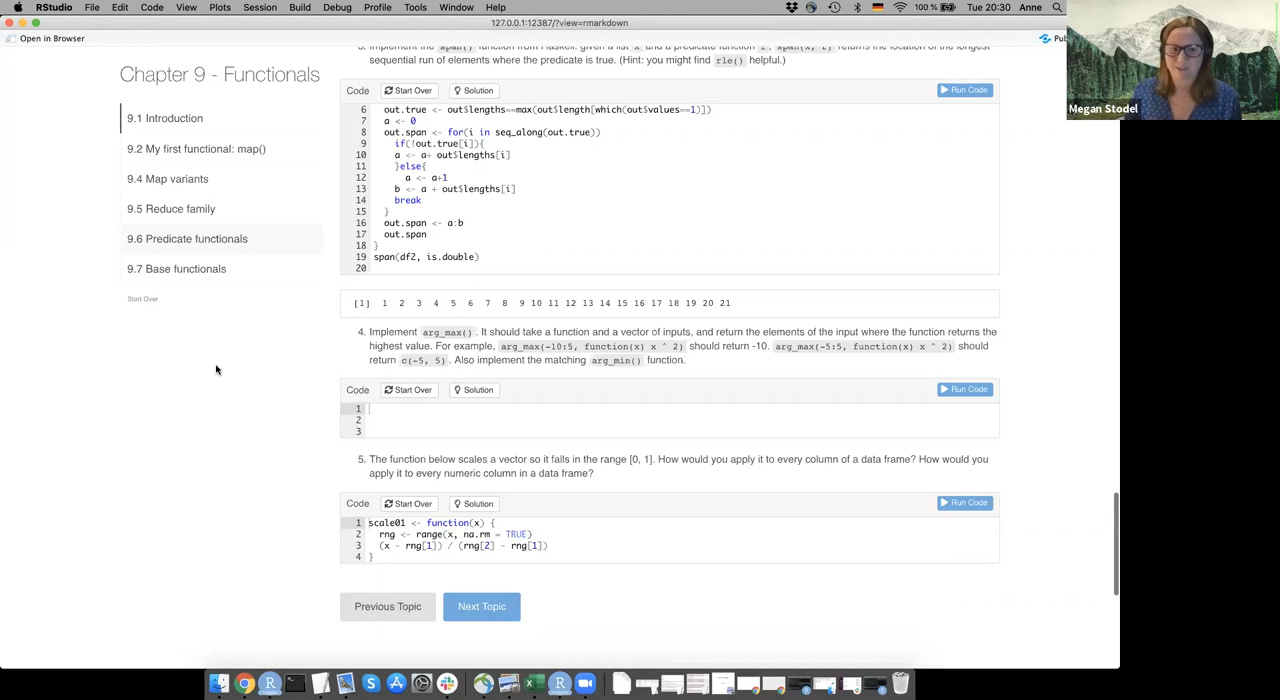 RStudio File Edit Code View Plots Session Build Debug Profile Tools Window Help 100 % Tue 20:30 Anne
127.0.0.1:12387/?view=rmarkdown
Open in Browser
Chapter 9 - Functionals
9.1 Introduction
9.2 My first functional: map()
9.4 Map variants
9.5 Reduce family
9.6 Predicate functionals
9.7 Base functionals
Start Over
Megan Stodel
sequential run of elements where the predicate is true. (Hint: you might find rle() helpful.)
Code Start Over Solution Run Code
6 out.true <- out$lengths==max(out$length[which(out$values==1)])
7 a <- 0
8 out.span <- for(i in seq_along(out.true))
9 if(!out.true[i]){
10 a <- a+ out$lengths[i]
11 }else{
12 a <- a+1
13 b <- a + out$lengths[i]
14 break
15 }
16 out.span <- a:b
17 out.span
18 }
19 span(df2, is.double)
20
[1] 1 2 3 4 5 6 7 8 9 10 11 12 13 14 15 16 17 18 19 20 21
4. Implement arg_max(). It should take a function and a vector of inputs, and return the elements of the input where the function returns the
highest value. For example, arg_max(-10:5, function(x) x ^ 2) should return -10. arg_max(-5:5, function(x) x ^ 2) should
return c(-5, 5). Also implement the matching arg_min() function.
Code Start Over Solution Run Code
1
2
3
5. The function below scales a vector so it falls in the range [0, 1]. How would you apply it to every column of a data frame? How would you
apply it to every numeric column in a data frame?
Code Start Over Solution Run Code
1 scale01 <- function(x) {
2 rng <- range(x, na.rm = TRUE)
3 (x - rng[1]) / (rng[2] - rng[1])
4 }
Previous Topic Next Topic